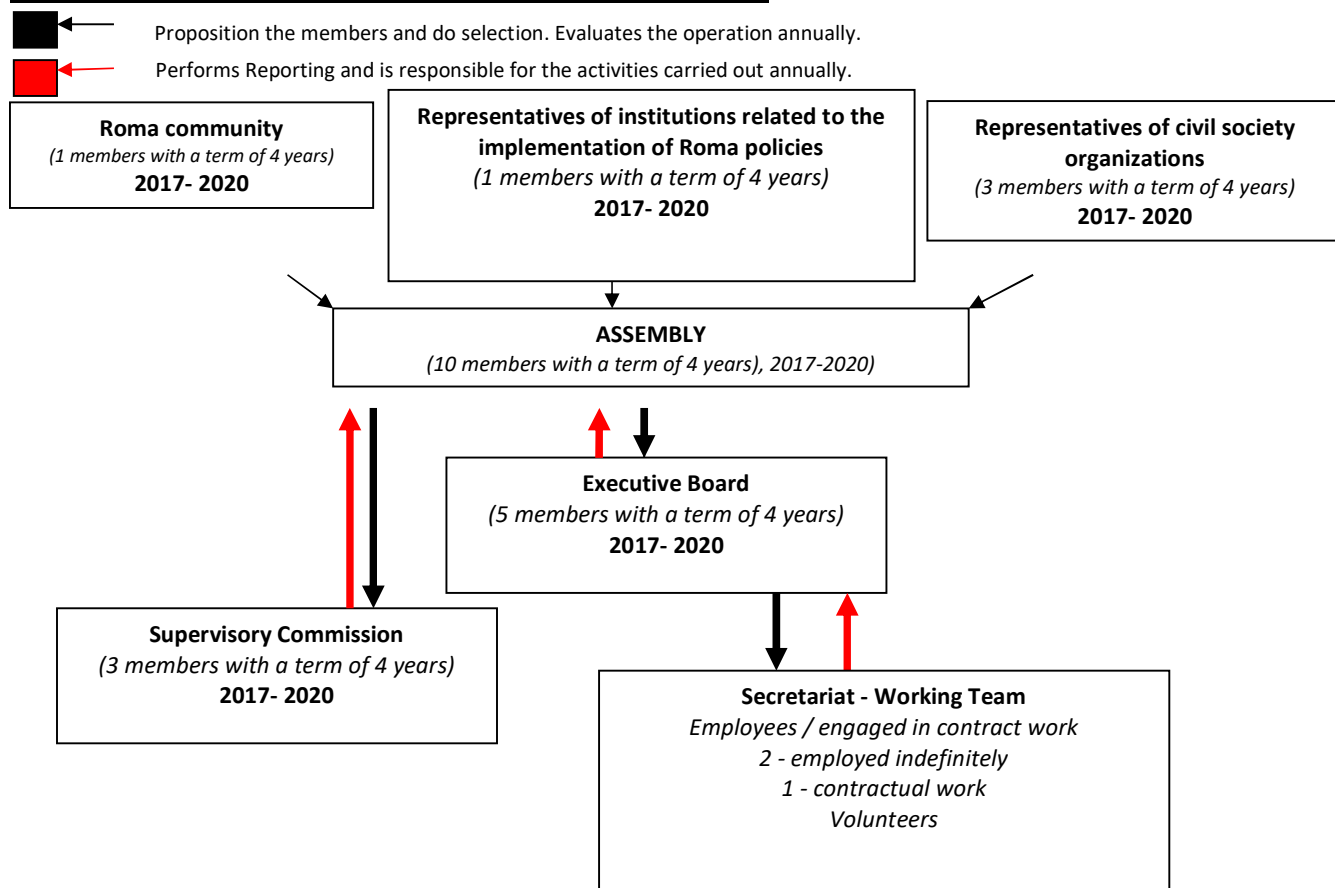 Proposition the members and do selection. Evaluates the operation annually.
Performs Reporting and is responsible for the activities carried out annually.
Roma community
(1 members with a term of 4 years)
2017- 2020
Representatives of institutions related to the
implementation of Roma policies
(1 members with a term of 4 years)
2017- 2020
Representatives of civil society
organizations
(3 members with a term of 4 years)
2017- 2020
ASSEMBLY
(10 members with a term of 4 years), 2017-2020)
Executive Board
(5 members with a term of 4 years)
2017- 2020
Supervisory Commission
(3 members with a term of 4 years)
2017- 2020
Secretariat - Working Team
Employees / engaged in contract work
2 - employed indefinitely
1 - contractual work
Volunteers